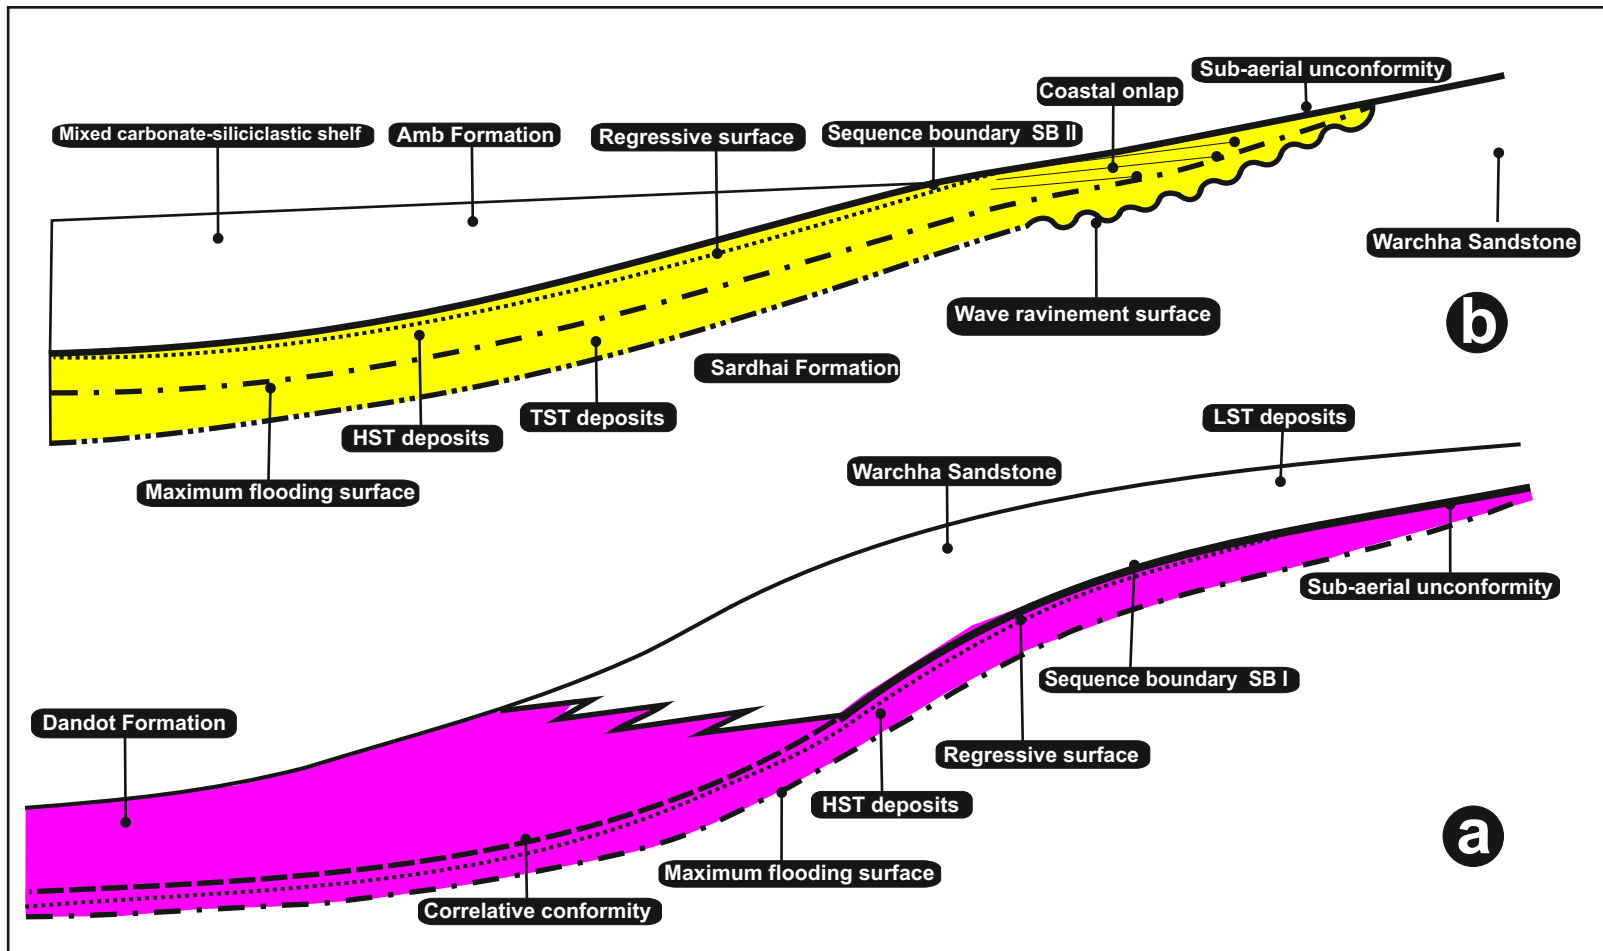 Sub-aerial unconformity
Coastal onlap
Mixed carbonate-siliciclastic shelf
Amb Formation
Regressive surface
Sequence boundary SB II
Warchha Sandstone
Wave ravinement surface
b
Sardhai Formation
TST deposits
HST deposits
Maximum flooding surface
LST deposits
Warchha Sandstone
Sub-aerial unconformity
Sequence boundary SB I
Dandot Formation
Regressive surface
HST deposits
a
Maximum flooding surface
Correlative conformity